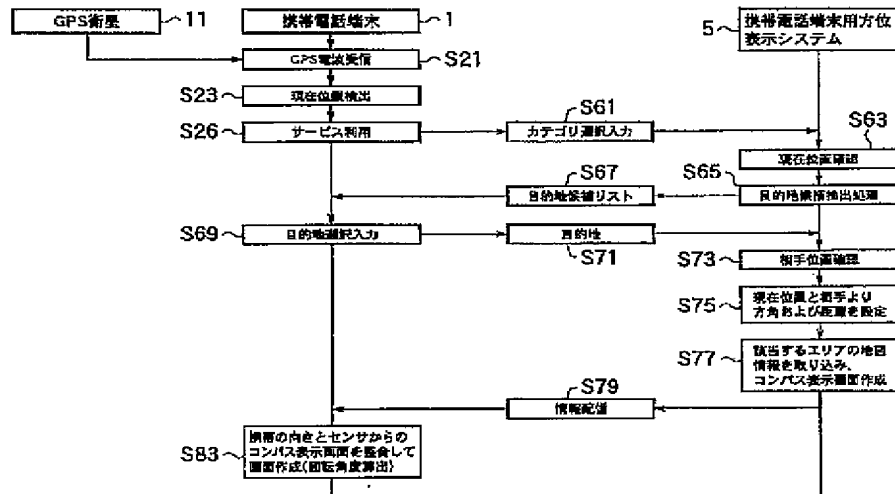 GPS衛星 11
携帯電話端末 1
5 携帯電話端末用方位
表示システム
GPS電波受信 S21
S23 現在位置検出
S26 サービス利用
S61
カテゴリ選択入力
S63
現在位置確認
S67
目的地候補リスト
S65 目的地候補検出処理
S69 目的地選択入力
目的地
S71
S73 相手位置確認
S75 現在位置と相手より
方角および距離を設定
S77 該当するエリアの地図
情報を取り込み、
コンパス表示画面作成
S79
情報配信
S83 携帯の向きとセンサからの
コンパス表示画面を整合して
画面作成(回転角度算出)